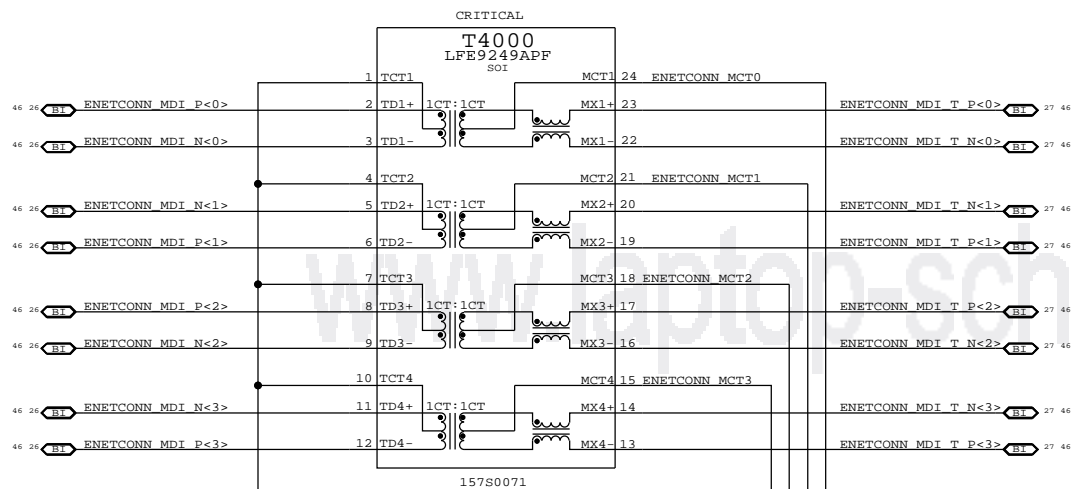 CRITICAL
T4000
LFE9249APF
SOI
1 TCT1 MCT1 24 ENETCONN_MCT0
46 26 BI ENETCONN_MDI_P<0> 2 TD1+ 1CT:1CT MX1+ 23 ENETCONN_MDI_T_P<0> BI 27 46
46 26 BI ENETCONN_MDI_N<0> 3 TD1- MX1- 22 ENETCONN_MDI_T_N<0> BI 27 46
4 TCT2 MCT2 21 ENETCONN_MCT1
46 26 BI ENETCONN_MDI_N<1> 5 TD2+ 1CT:1CT MX2+ 20 ENETCONN_MDI_T_N<1> BI 27 46
46 26 BI ENETCONN_MDI_P<1> 6 TD2- MX2- 19 ENETCONN_MDI_T_P<1> BI 27 46
7 TCT3 MCT3 18 ENETCONN_MCT2
46 26 BI ENETCONN_MDI_P<2> 8 TD3+ 1CT:1CT MX3+ 17 ENETCONN_MDI_T_P<2> BI 27 46
www.laptop-sch
46 26 BI ENETCONN_MDI_N<2> 9 TD3- MX3- 16 ENETCONN_MDI_T_N<2> BI 27 46
10 TCT4 MCT4 15 ENETCONN_MCT3
46 26 BI ENETCONN_MDI_N<3> 11 TD4+ 1CT:1CT MX4+ 14 ENETCONN_MDI_T_N<3> BI 27 46
46 26 BI ENETCONN_MDI_P<3> 12 TD4- MX4- 13 ENETCONN_MDI_T_P<3> BI 27 46
157S0071